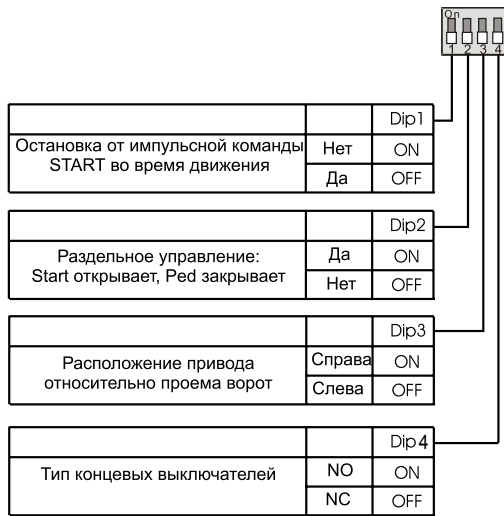 On
1 2 3 4
Dip1
Остановка от импульсной команды
START во время движения
Нет ON
Да OFF
Dip2
Раздельное управление:
Start открывает, Ped закрывает
Да ON
Нет OFF
Dip3
Расположение привода
относительно проема ворот
Справа ON
Слева OFF
Dip4
Тип концевых выключателей
NO ON
NC OFF